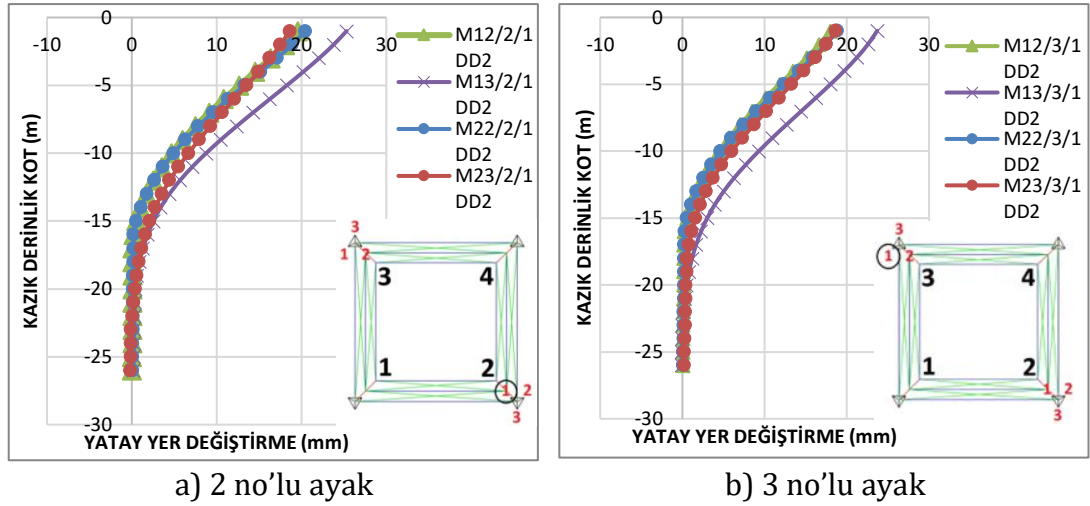 -10 0 10 20 30
0
-5
-10
-15
-20
-25
-30
KAZIK DERİNLİK KOT (m)
YATAY YER DEĞİŞTİRME (mm)
M12/2/1
DD2
M13/2/1
DD2
M22/2/1
DD2
M23/2/1
DD2
3
1 2
3 4
1 2
1 2
3
a) 2 no’lu ayak
-10 0 10 20 30
0
-5
-10
-15
-20
-25
-30
KAZIK DERİNLİK KOT (m)
YATAY YER DEĞİŞTİRME (mm)
M12/3/1
DD2
M13/3/1
DD2
M22/3/1
DD2
M23/3/1
DD2
3
1 2
3 4
1 2
1 2
3
b) 3 no’lu ayak